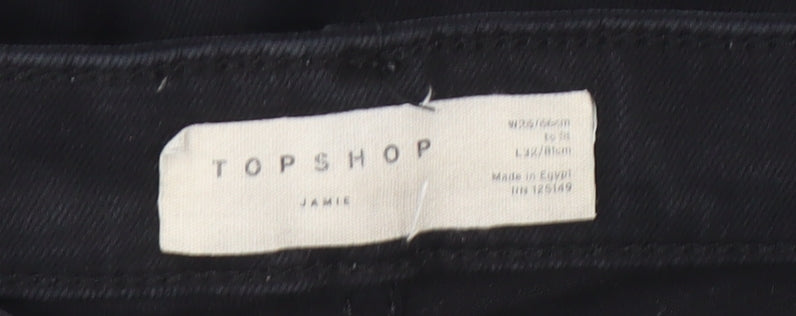 TOPSHOP
JAMIE
W26/66cm
to fit
L32/81cm
Made in Egypt
RN 125149